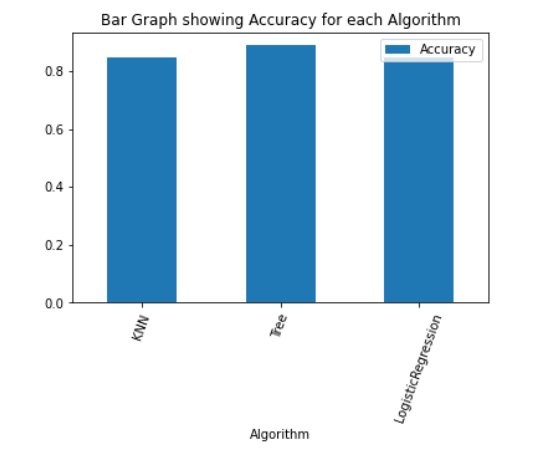 Bar Graph showing Accuracy for each Algorithm
Accuracy
0.8
0.6
0.4
0.2
0.0
KNN
Tree
LogisticRegression
Algorithm